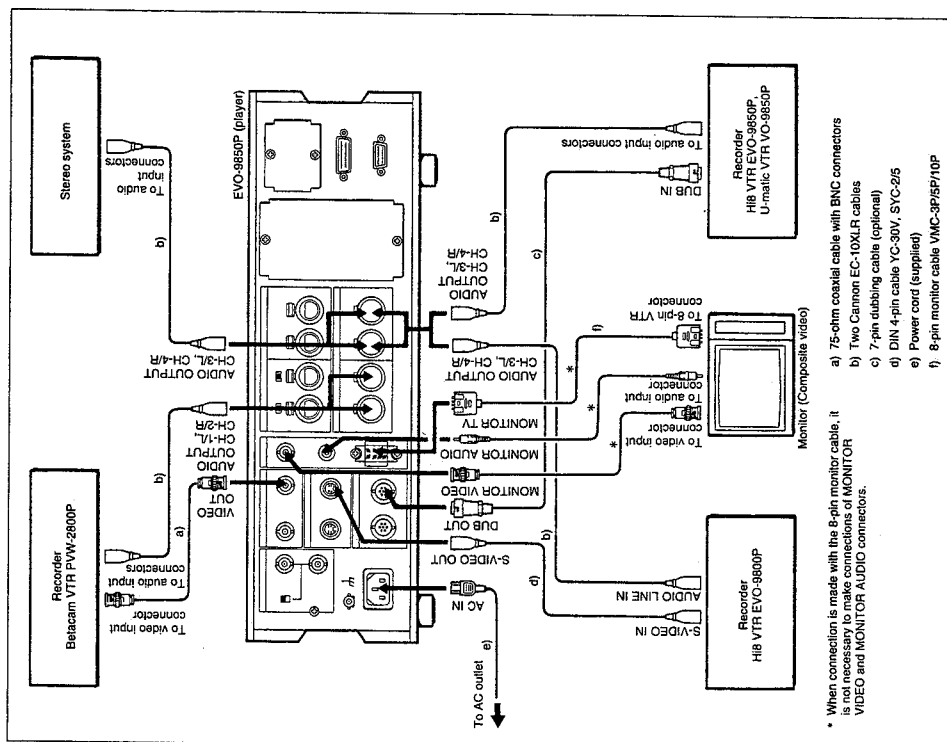 Stereo system
To audio
input
connectors
b)
Recorder
Betacam VTR PVW-2800P
To video input
connector
To audio input
connectors
a)
b)
VIDEO
OUT
AUDIO
OUTPUT
CH-1/L,
CH-2/R
AUDIO OUTPUT
CH-3/L, CH-4/R
EVO-9850P (player)
To AC outlet
e)
AC IN
S-VIDEO OUT
DUB OUT
MONITOR VIDEO
MONITOR AUDIO
MONITOR TV
AUDIO OUTPUT
CH-3/L, CH-4/R
AUDIO
OUTPUT
CH-3/L,
CH-4/R
d)
b)
*
*
*
f)
c)
b)
S-VIDEO IN
AUDIO LINE IN
Recorder
Hi8 VTR EVO-9800P
To video input
connector
To audio input
connector
To 8-pin VTR
connector
Monitor (Composite video)
DUB IN
To audio input
connectors
Recorder
Hi8 VTR EVO-9850P,
U-matic VTR VO-9850P
* When connection is made with the 8-pin monitor cable, it
is not necessary to make connections of MONITOR
VIDEO and MONITOR AUDIO connectors.
a) 75-ohm coaxial cable with BNC connectors
b) Two Cannon EC-10XLR cables
c) 7-pin dubbing cable (optional)
d) DIN 4-pin cable YC-30V, SYC-2/5
e) Power cord (supplied)
f) 8-pin monitor cable VMC-3P/5P/10P